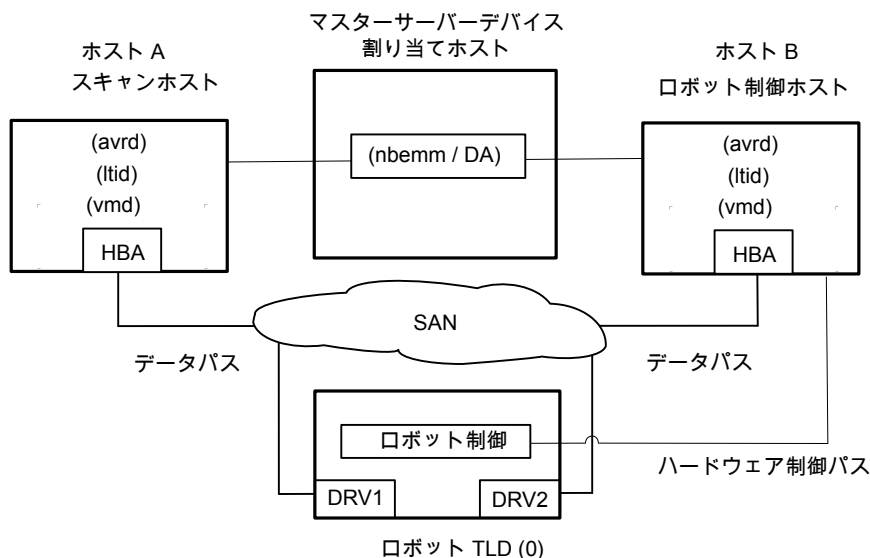 マスターサーバーデバイス
割り当てホスト
ホスト A
スキャンホスト
ホスト B
ロボット制御ホスト
(avrd)
(ltid)
(vmd)
HBA
(nbemm / DA)
(avrd)
(ltid)
(vmd)
HBA
SAN
データパス
データパス
ロボット制御
ハードウェア制御パス
DRV1
DRV2
ロボット TLD (0)